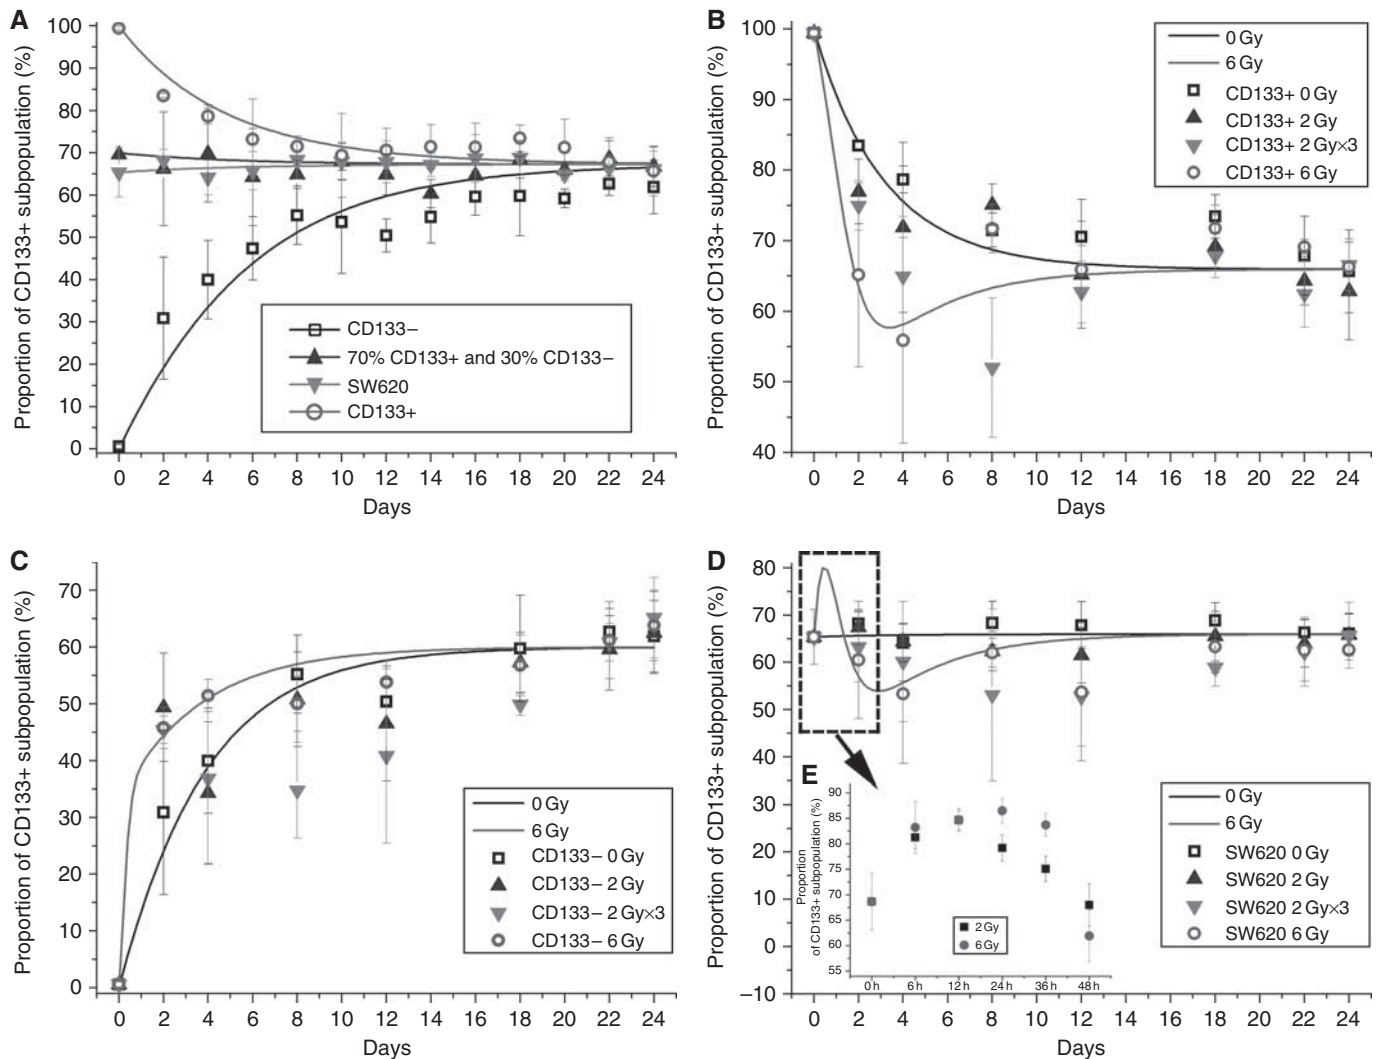 A
Proportion of CD133+ subpopulation (%)
100
90
80
70
60
50
40
30
20
10
0
CD133−
70% CD133+ and 30% CD133−
SW620
CD133+
0 2 4 6 8 10 12 14 16 18 20 22 24
Days
B
Proportion of CD133+ subpopulation (%)
100
90
80
70
60
50
40
0 Gy
6 Gy
CD133+ 0 Gy
CD133+ 2 Gy
CD133+ 2 Gy×3
CD133+ 6 Gy
0 2 4 6 8 10 12 14 16 18 20 22 24
Days
C
Proportion of CD133+ subpopulation (%)
70
60
50
40
30
20
10
0
0 Gy
6 Gy
CD133− 0 Gy
CD133− 2 Gy
CD133− 2 Gy×3
CD133− 6 Gy
0 2 4 6 8 10 12 14 16 18 20 22 24
Days
D
Proportion of CD133+ subpopulation (%)
80
70
60
50
40
30
20
10
0
−10
0 Gy
6 Gy
SW620 0 Gy
SW620 2 Gy
SW620 2 Gy×3
SW620 6 Gy
0 2 4 6 8 10 12 14 16 18 20 22 24
Days
E
Proportion
of CD133+ subpopulation (%)
90
85
80
75
70
65
60
55
2 Gy
6 Gy
0 h 6 h 12 h 24 h 36 h 48 h